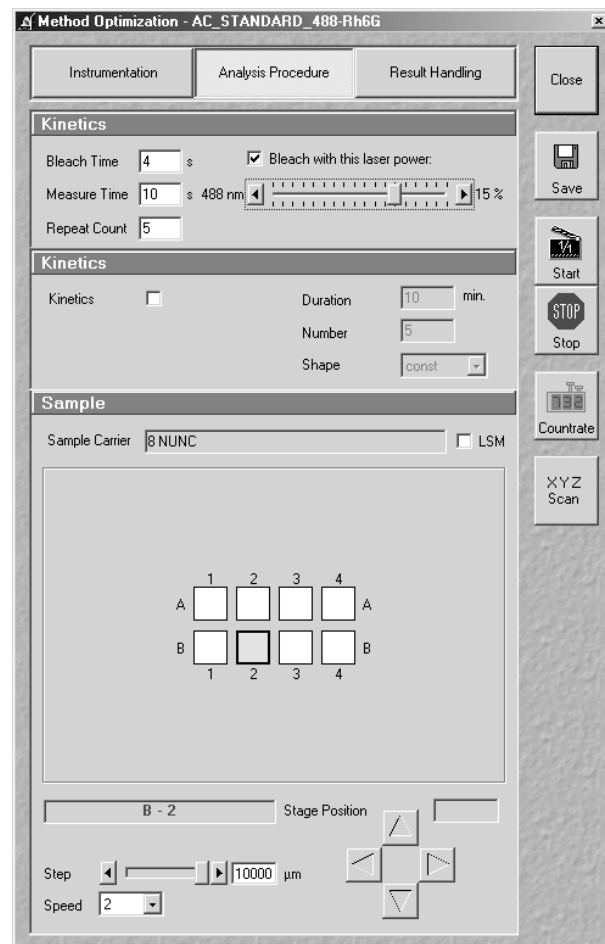 Method Optimization - AC_STANDARD_488-Rh6G
Instrumentation
Analysis Procedure
Result Handling
Close
Kinetics
Bleach Time 4 s Bleach with this laser power:
Measure Time 10 s 488 nm 15 %
Repeat Count 5
Save
1/1
Start
STOP
Stop
Kinetics
Kinetics Duration 10 min.
Number 5
Shape const
Sample
Sample Carrier 8 NUNC LSM
732
Countrate
XYZ
Scan
1 2 3 4
A A
B B
1 2 3 4
B - 2 Stage Position
Step 10000 µm
Speed 2